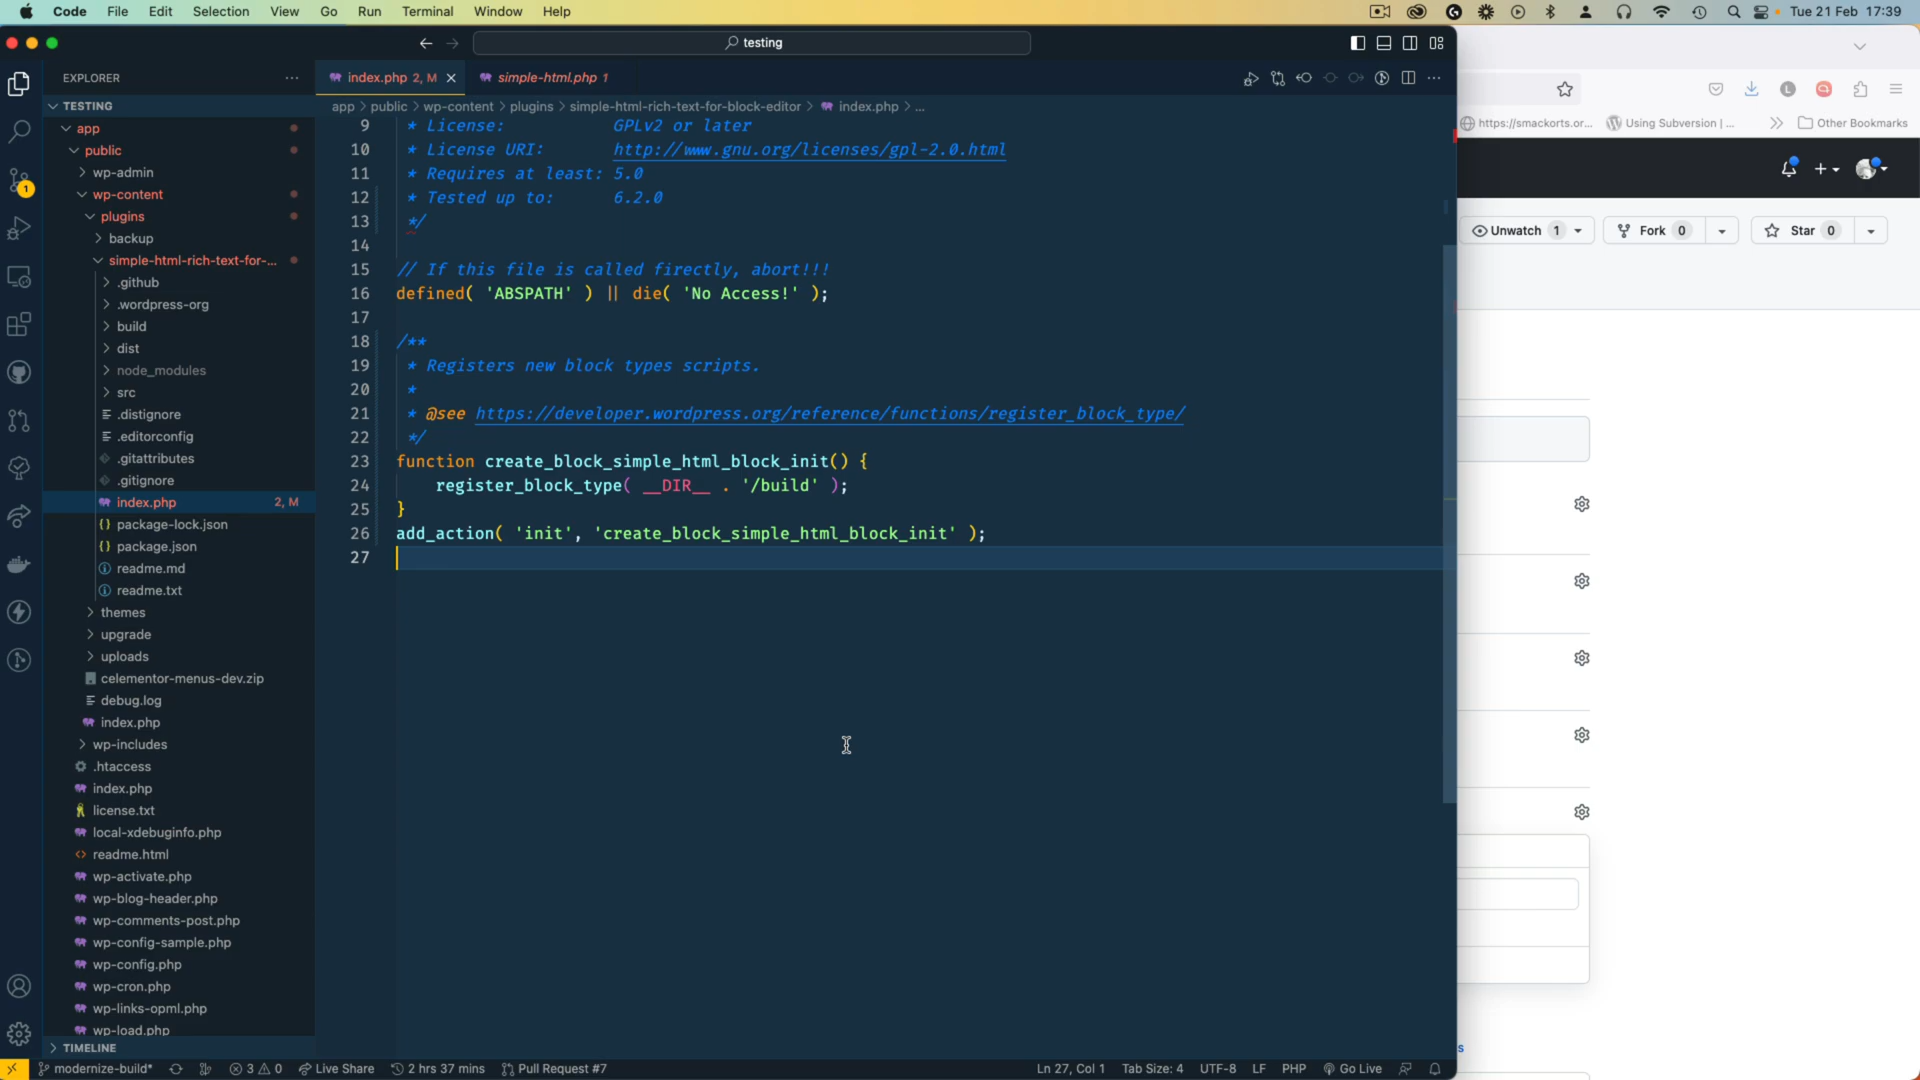 Code File Edit Selection View Go Run Terminal Window Help
Tue 21 Feb 17:39
testing
EXPLORER
TESTING
app
public
wp-admin
wp-content
plugins
backup
simple-html-rich-text-for-...
.github
.wordpress-org
build
dist
node_modules
src
.distignore
.editorconfig
.gitattributes
.gitignore
index.php 2, M
package-lock.json
package.json
readme.md
readme.txt
themes
upgrade
uploads
celementor-menus-dev.zip
debug.log
index.php
wp-includes
.htaccess
index.php
license.txt
local-xdebuginfo.php
readme.html
wp-activate.php
wp-blog-header.php
wp-comments-post.php
wp-config-sample.php
wp-config.php
wp-cron.php
wp-links-opml.php
wp-load.php
TIMELINE
1
index.php 2, M
simple-html.php 1
app > public > wp-content > plugins > simple-html-rich-text-for-block-editor > index.php > ...
9 * License: GPLv2 or later
10 * License URI: http://www.gnu.org/licenses/gpl-2.0.html
11 * Requires at least: 5.0
12 * Tested up to: 6.2.0
13 */
14
15 // If this file is called firectly, abort!!!
16 defined( 'ABSPATH' ) || die( 'No Access!' );
17
18 /**
19 * Registers new block types scripts.
20 *
21 * @see https://developer.wordpress.org/reference/functions/register_block_type/
22 */
23 function create_block_simple_html_block_init() {
24 register_block_type( __DIR__ . '/build' );
25 }
26 add_action( 'init', 'create_block_simple_html_block_init' );
27
modernize-build* 3 0 Live Share 2 hrs 37 mins Pull Request #7
Ln 27, Col 1 Tab Size: 4 UTF-8 LF PHP Go Live
L
https://smackorts.or... Using Subversion | ... Other Bookmarks
Unwatch 1 Fork 0 Star 0
s